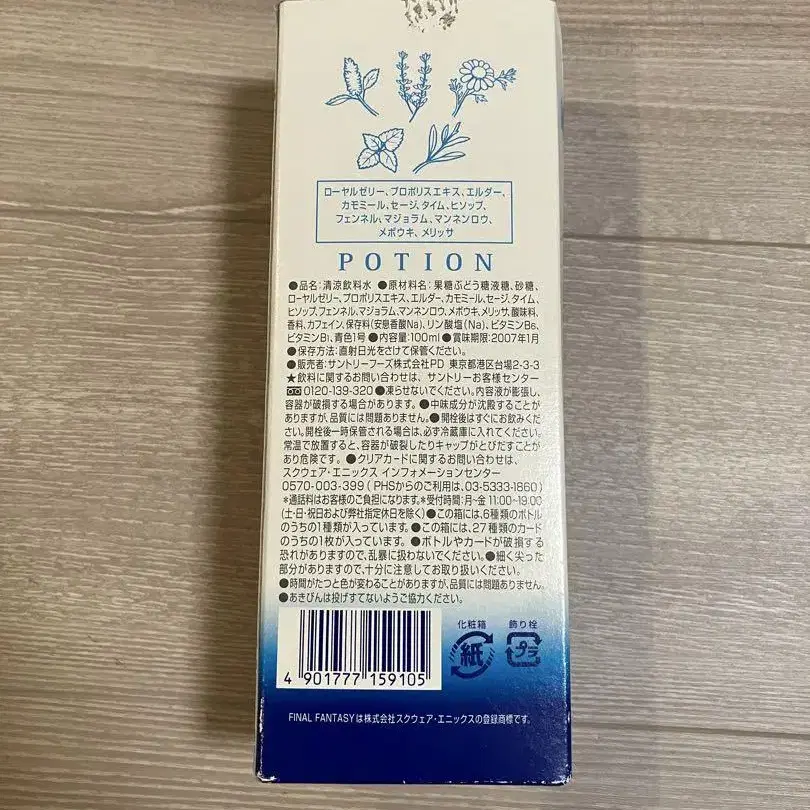 ローヤルゼリー、プロポリスエキス、エルダー、
カモミール、セージ、タイム、ヒソップ、
フェンネル、マジョラム、マンネンロウ、
メボウキ、メリッサ
POTION
●品名:清涼飲料水 ●原材料名:果糖ぶどう糖液糖、砂糖、
ローヤルゼリー、プロポリスエキス、エルダー、カモミール、セージ、タイム、
ヒソップ、フェンネル、マジョラム、マンネンロウ、メボウキ、メリッサ、酸味料、
香料、カフェイン、保存料(安息香酸Na)、リン酸塩(Na)、ビタミンB₆、
ビタミンB₁、青色1号 ●内容量:100ml ●賞味期限:2007年1月
●保存方法:直射日光をさけて保管ください。
●販売者:サントリーフーズ株式会社PD 東京都港区台場2-3-3
★飲料に関するお問い合わせは、サントリーお客様センター
0120-139-320 ●凍らせないでください。内容液が膨張し、
容器が破損する場合があります。●中味成分が沈殿することが
ありますが、品質には問題ありません。●開栓後はすぐにお飲みくだ
さい。開栓後一時保管される場合は、必ず冷蔵庫に入れてください。
常温で放置すると、容器が破裂したりキャップがとびだすことが
あり危険です。●クリアカードに関するお問い合わせは、
スクウェア・エニックス インフォメーションセンター
0570-003-399(PHSからのご利用は、03-5333-1860)
*通話料はお客様のご負担になります。*受付時間:月~金 11:00~19:00
(土・日・祝日および弊社指定休日を除く)●この箱には、6種類のボトル
のうちの1種類が入っています。●この箱には、27種類のカード
のうちの1枚が入っています。●ボトルやカードが破損する
恐れがありますので、乱暴に扱わないでください。●細く尖った
部分がありますので、十分に注意してお取り扱いください。
●時間がたつと色が変わることがありますが、品質には問題ありません。
●あきびんは投げすてないようご協力ください。
化粧箱
飾り栓
紙
プラ
4 901777 159105
FINAL FANTASYは株式会社スクウェア・エニックスの登録商標です。